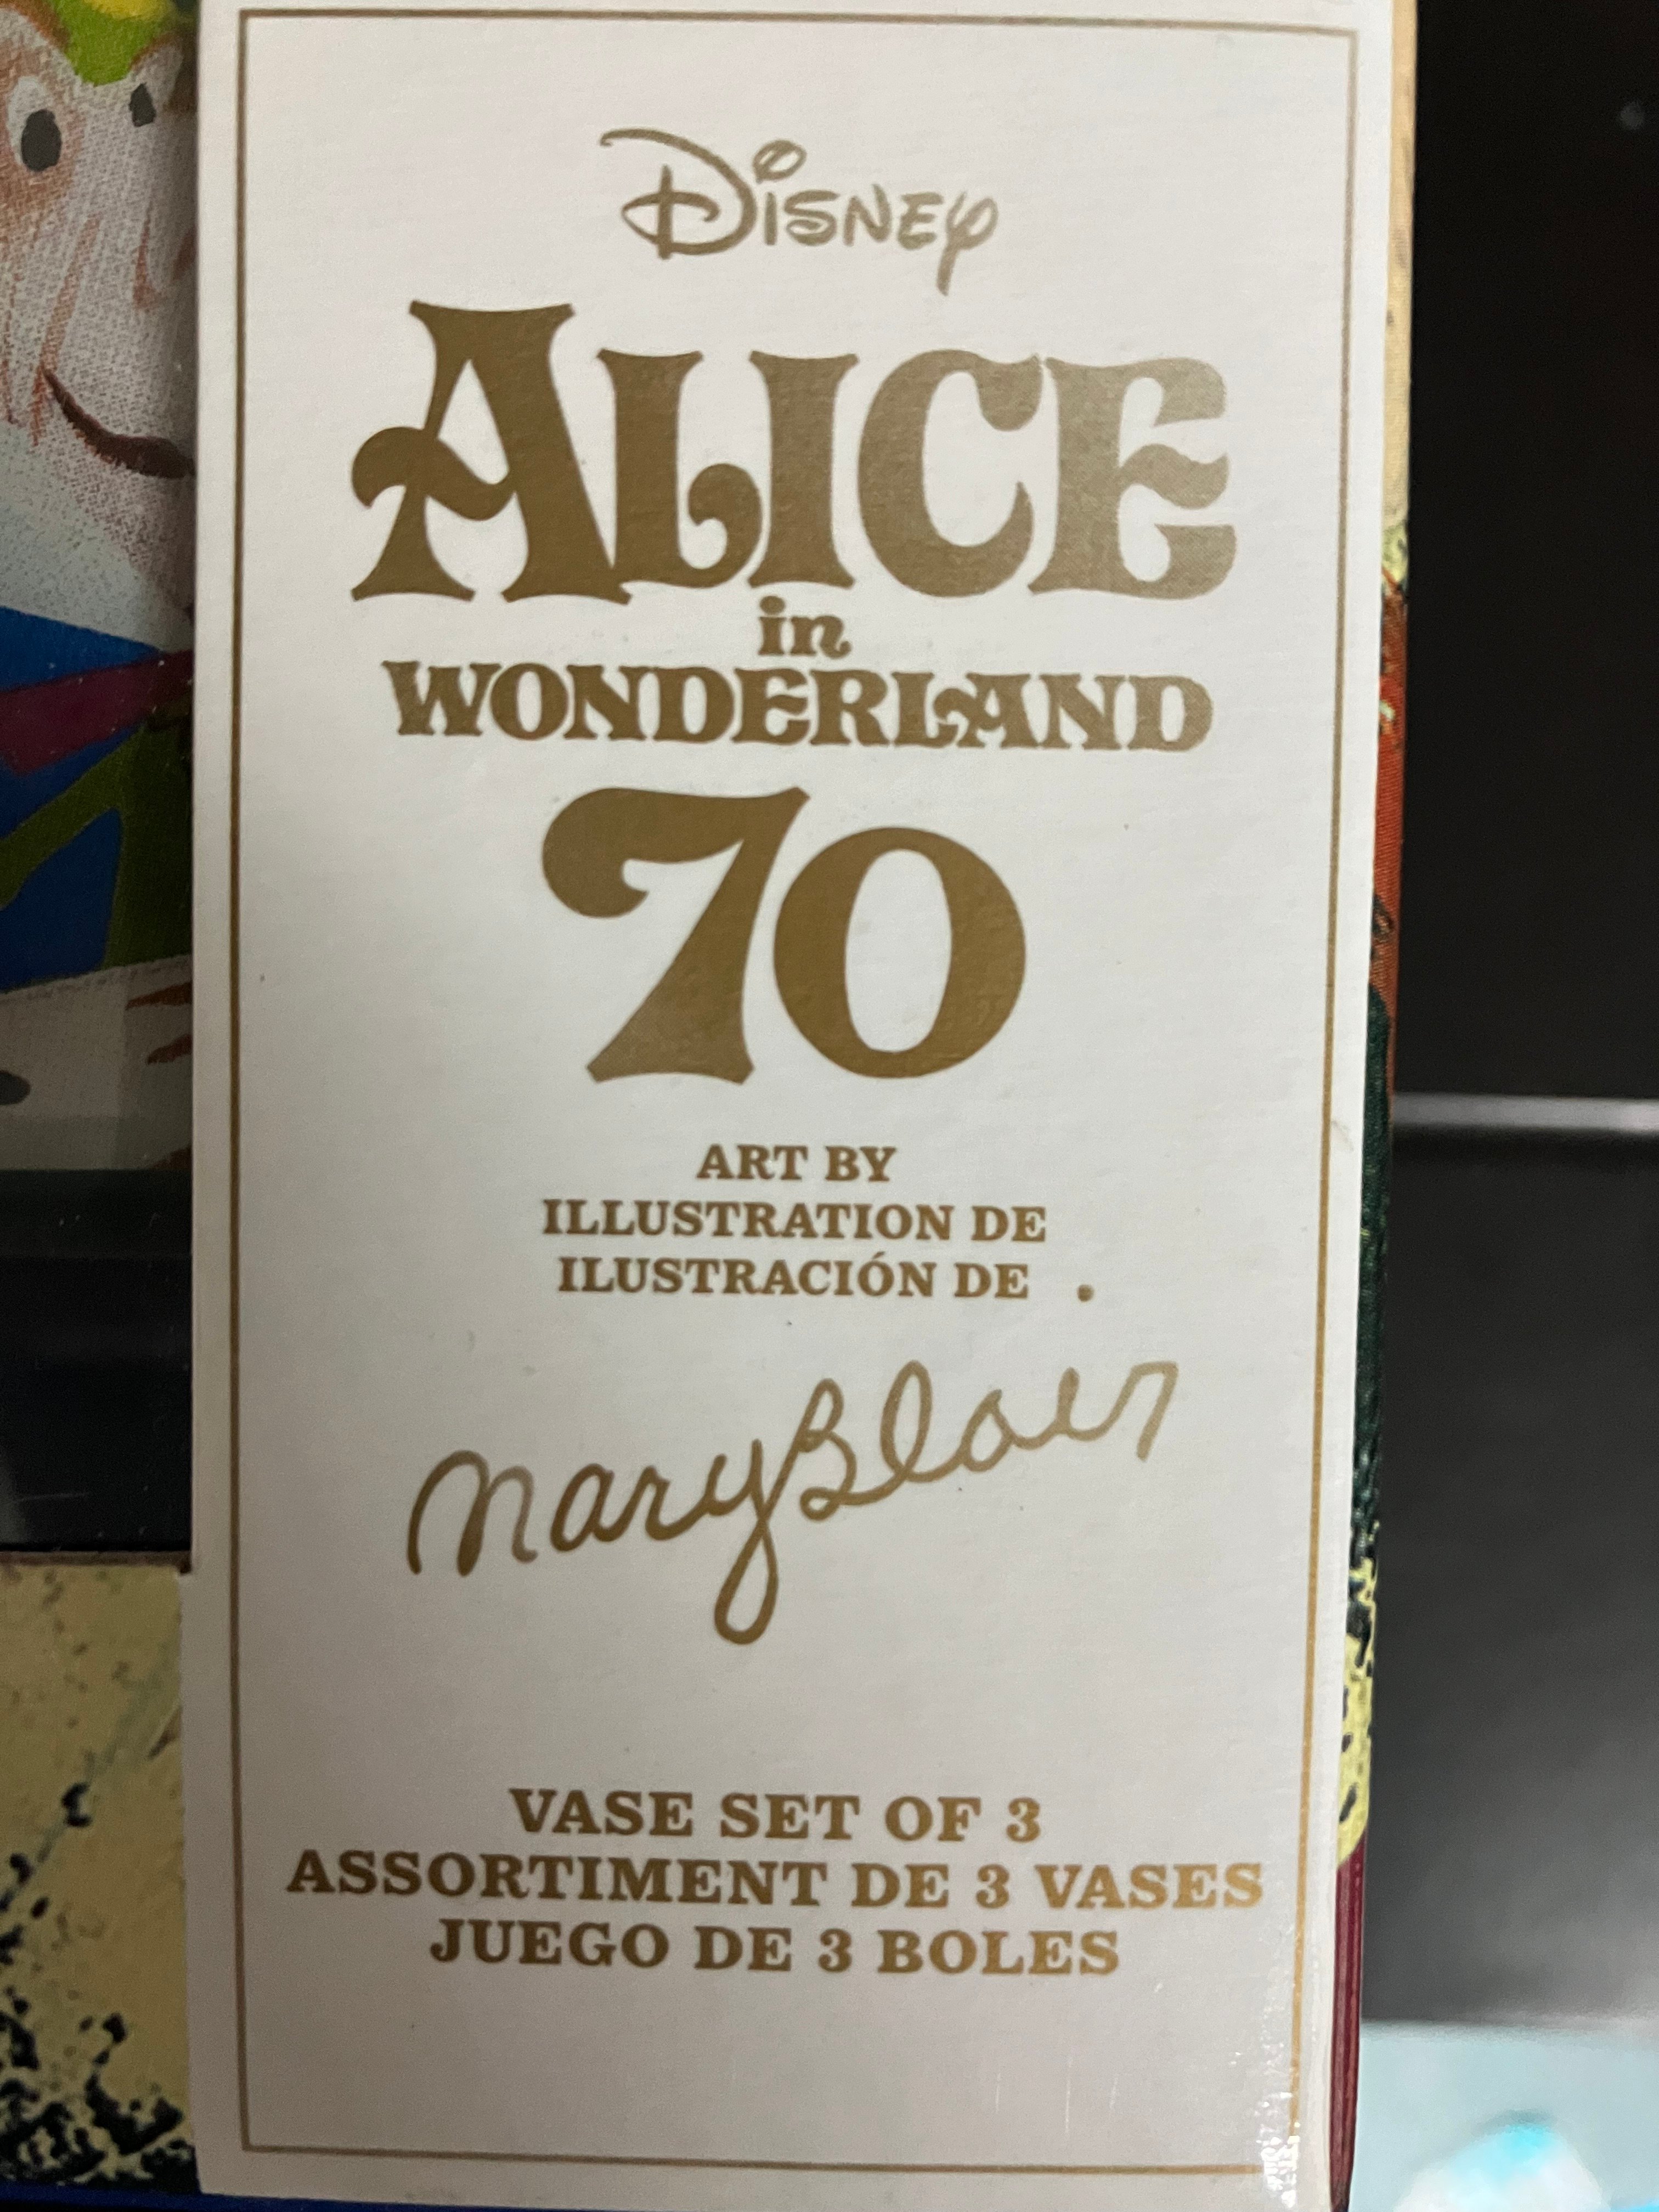 Disney
ALICE
in
WONDERLAND
70
ART BY
ILLUSTRATION DE
ILUSTRACIÓN DE
Mary Blair
VASE SET OF 3
ASSORTIMENT DE 3 VASES
JUEGO DE 3 BOLES